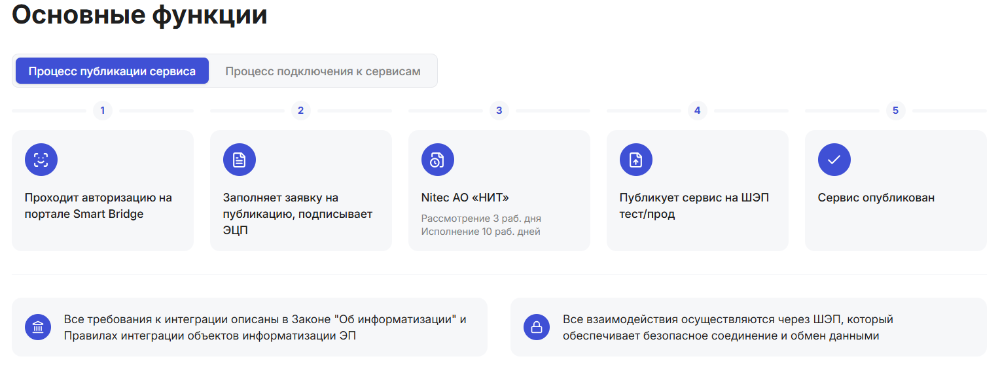 Основные функции
Процесс публикации сервиса
Процесс подключения к сервисам
1
2
3
4
5
Проходит авторизацию на
портале Smart Bridge
Заполняет заявку на
публикацию, подписывает
ЭЦП
Nitec АО «НИТ»
Рассмотрение 3 раб. дня
Исполнение 10 раб. дней
Публикует сервис на ШЭП
тест/прод
Сервис опубликован
Все требования к интеграции описаны в Законе "Об информатизации" и
Правилах интеграции объектов информатизации ЭП
Все взаимодействия осуществляются через ШЭП, который
обеспечивает безопасное соединение и обмен данными